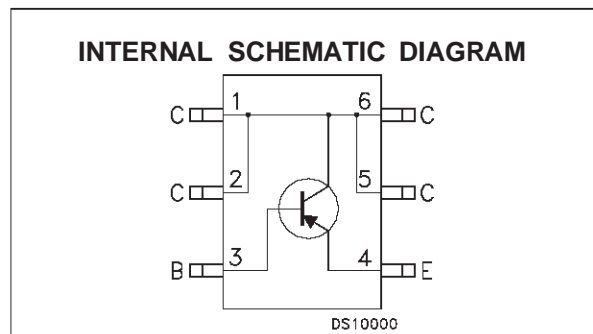 INTERNAL SCHEMATIC DIAGRAM
C 1 6 C
C 2 5 C
B 3 4 E
DS10000